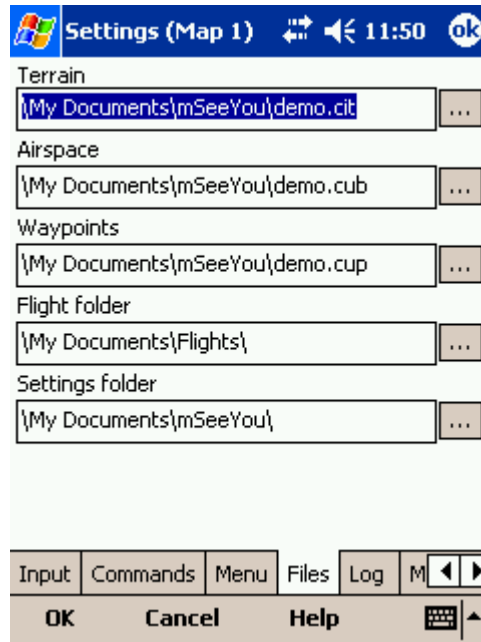 Settings (Map 1) 11:50 ok
Terrain
\My Documents\mSeeYou\demo.cit
...
Airspace
\My Documents\mSeeYou\demo.cub
...
Waypoints
\My Documents\mSeeYou\demo.cup
...
Flight folder
\My Documents\Flights\
...
Settings folder
\My Documents\mSeeYou\
...
Input Commands Menu Files Log M
OK Cancel Help